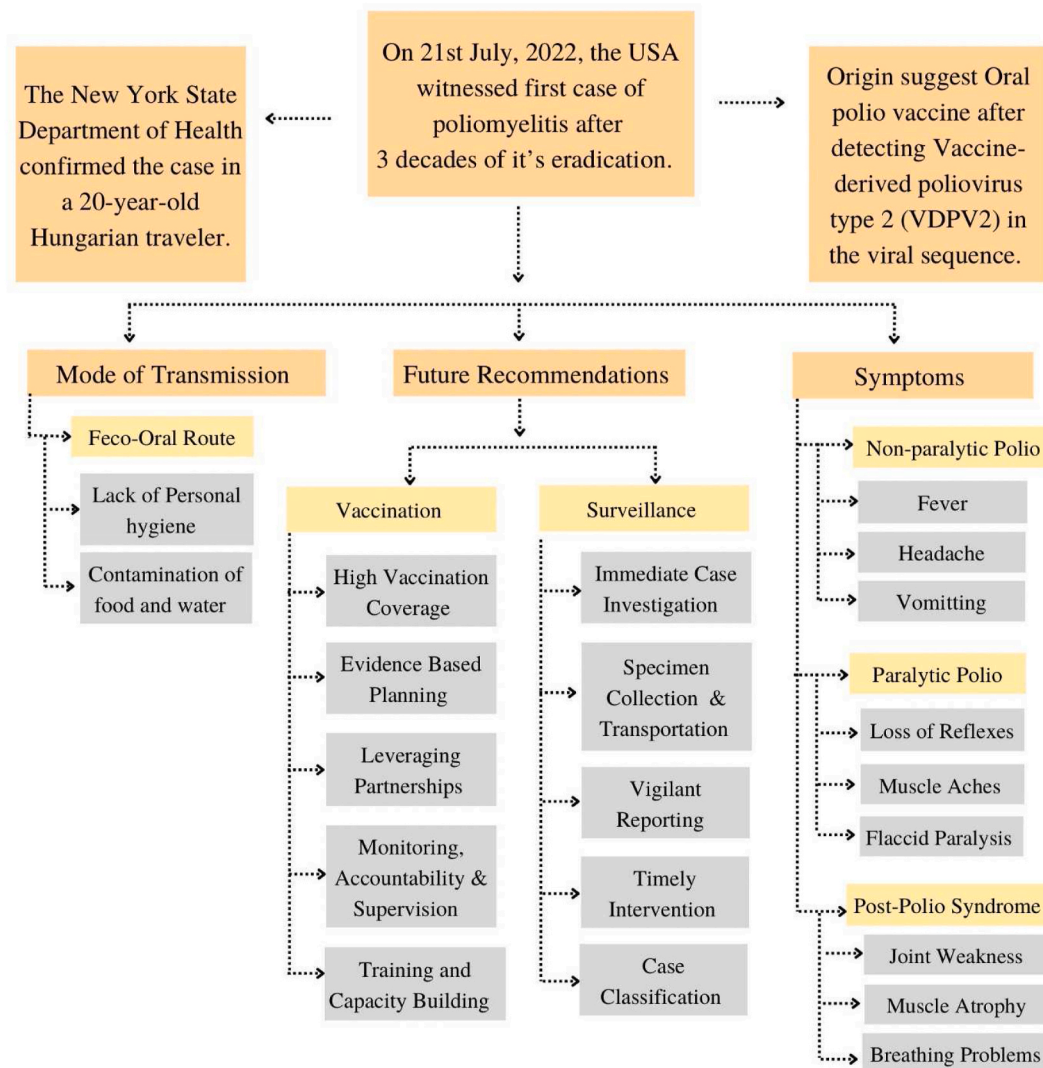 The New York State
Department of Health
confirmed the case in
a 20-year-old
Hungarian traveler.
On 21st July, 2022, the USA
witnessed first case of
poliomyelitis after
3 decades of it's eradication.
Origin suggest Oral
polio vaccine after
detecting Vaccine-
derived poliovirus
type 2 (VDPV2) in
the viral sequence.
Mode of Transmission
Feco-Oral Route
Lack of Personal
hygiene
Contamination of
food and water
Future Recommendations
Vaccination
High Vaccination
Coverage
Evidence Based
Planning
Leveraging
Partnerships
Monitoring,
Accountability &
Supervision
Training and
Capacity Building
Surveillance
Immediate Case
Investigation
Specimen
Collection &
Transportation
Vigilant
Reporting
Timely
Intervention
Case
Classification
Symptoms
Non-paralytic Polio
Fever
Headache
Vomitting
Paralytic Polio
Loss of Reflexes
Muscle Aches
Flaccid Paralysis
Post-Polio Syndrome
Joint Weakness
Muscle Atrophy
Breathing Problems